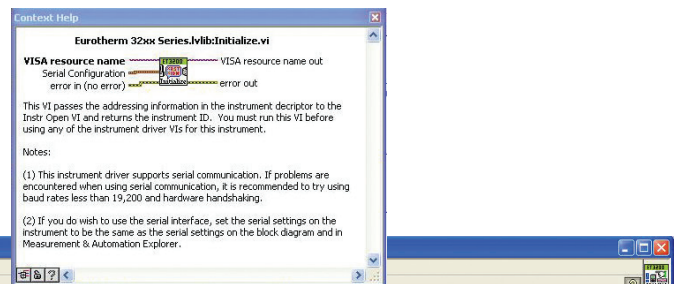 Context Help
Eurotherm 32xx Series.lvlib:Initialize.vi
VISA resource name
ET3200
VISA resource name out
Serial Configuration
error in (no error)
Initialize
error out
This VI passes the addressing information in the instrument decriptor to the
Instr Open VI and returns the instrument ID.  You must run this VI before
using any of the instrument driver VIs for this instrument.
Notes:
(1) This instrument driver supports serial communication. If problems are
encountered when using serial communication, it is recommended to try using
baud rates less than 19,200 and hardware handshaking.
(2) If you do wish to use the serial interface, set the serial settings on the
instrument to be the same as the serial settings on the block diagram and in
Measurement & Automation Explorer.
?